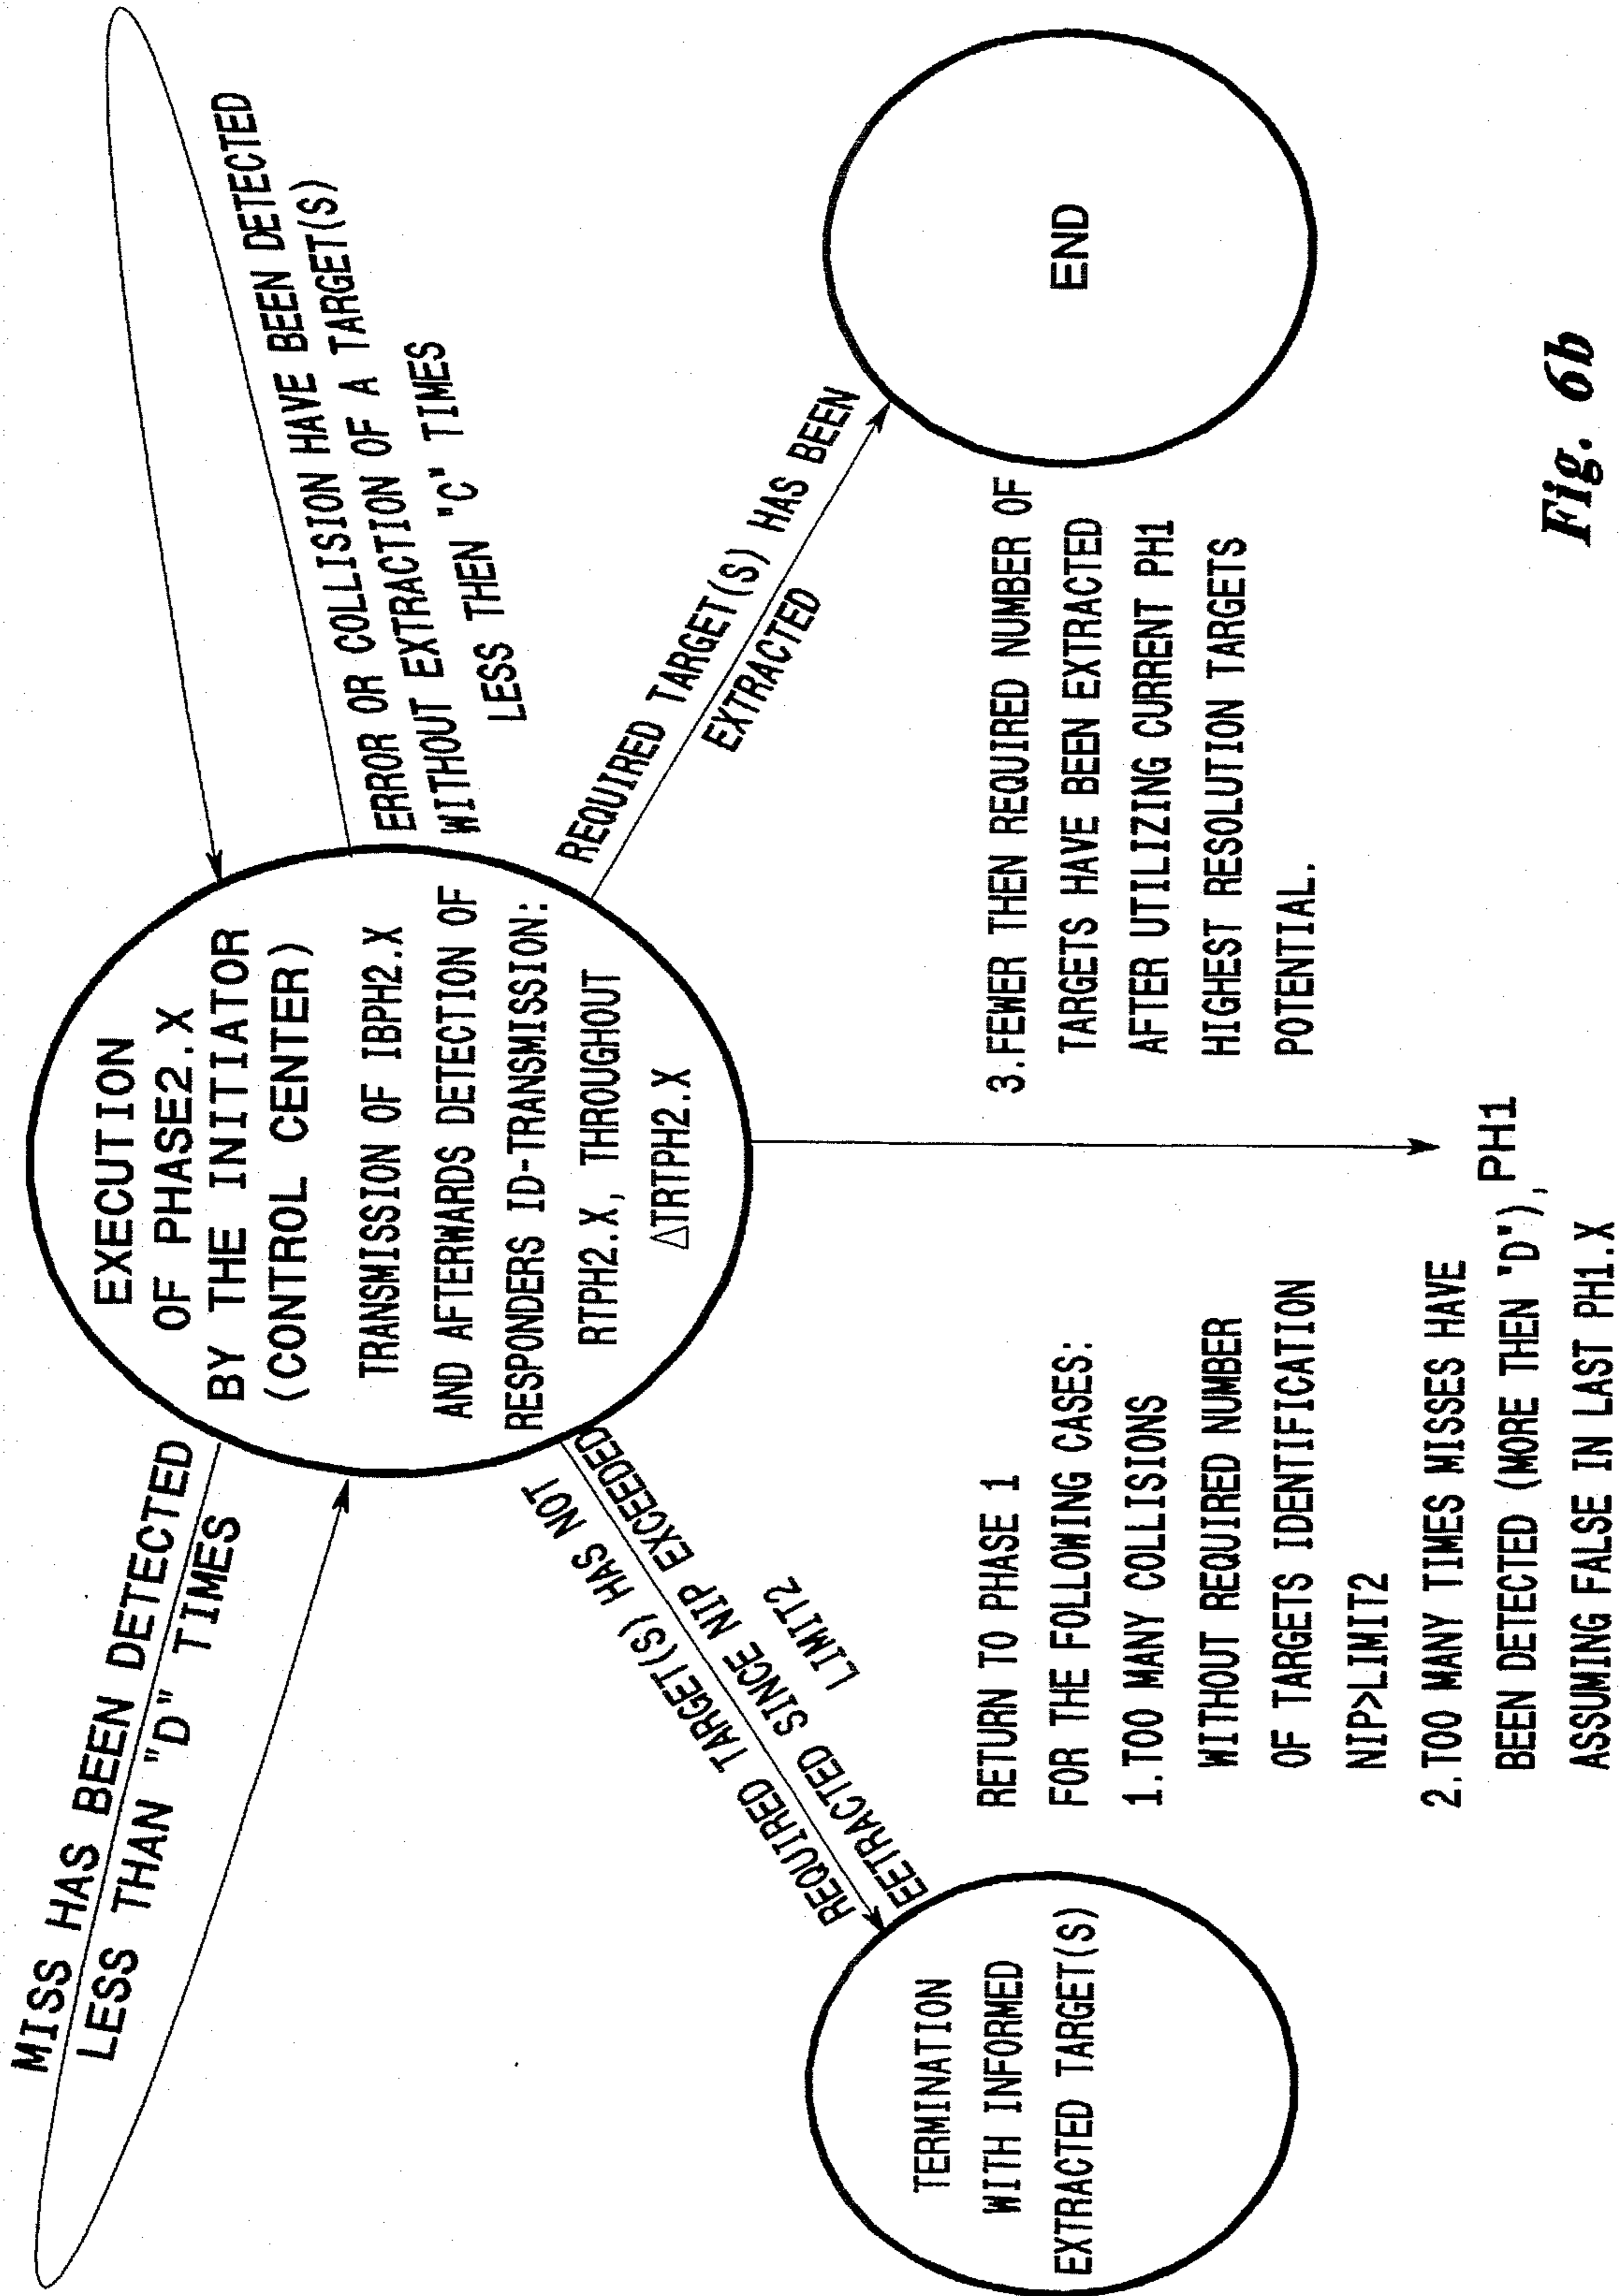 MISS HAS BEEN DETECTED
LESS THAN "D" TIMES
EXECUTION
OF PHASE2.X
BY THE INITIATOR
(CONTROL CENTER)
TRANSMISSION OF IBPH2.X
AND AFTERWARDS DETECTION OF
RESPONDERS ID-TRANSMISSION:
RTPH2.X, THROUGHOUT
△TRTPH2.X
ERROR OR COLLISION HAVE BEEN DETECTED
WITHOUT EXTRACTION OF A TARGET(S)
LESS THEN "C" TIMES
REQUIRED TARGET(S) HAS NOT
EETRACTED SINCE NIP EXCEEDED
LIMIT2
REQUIRED TARGET(S) HAS BEEN
EXTRACTED
TERMINATION
WITH INFORMED
EXTRACTED TARGET(S)
END
RETURN TO PHASE 1
FOR THE FOLLOWING CASES:
1.TOO MANY COLLISIONS
WITHOUT REQUIRED NUMBER
OF TARGETS IDENTIFICATION
NIP>LIMIT2
2.TOO MANY TIMES MISSES HAVE
BEEN DETECTED (MORE THEN 'D"),
ASSUMING FALSE IN LAST PH1.X
3.FEWER THEN REQUIRED NUMBER OF
TARGETS HAVE BEEN EXTRACTED
AFTER UTILIZING CURRENT PH1
HIGHEST RESOLUTION TARGETS
POTENTIAL.
PH1
Fig. 6b